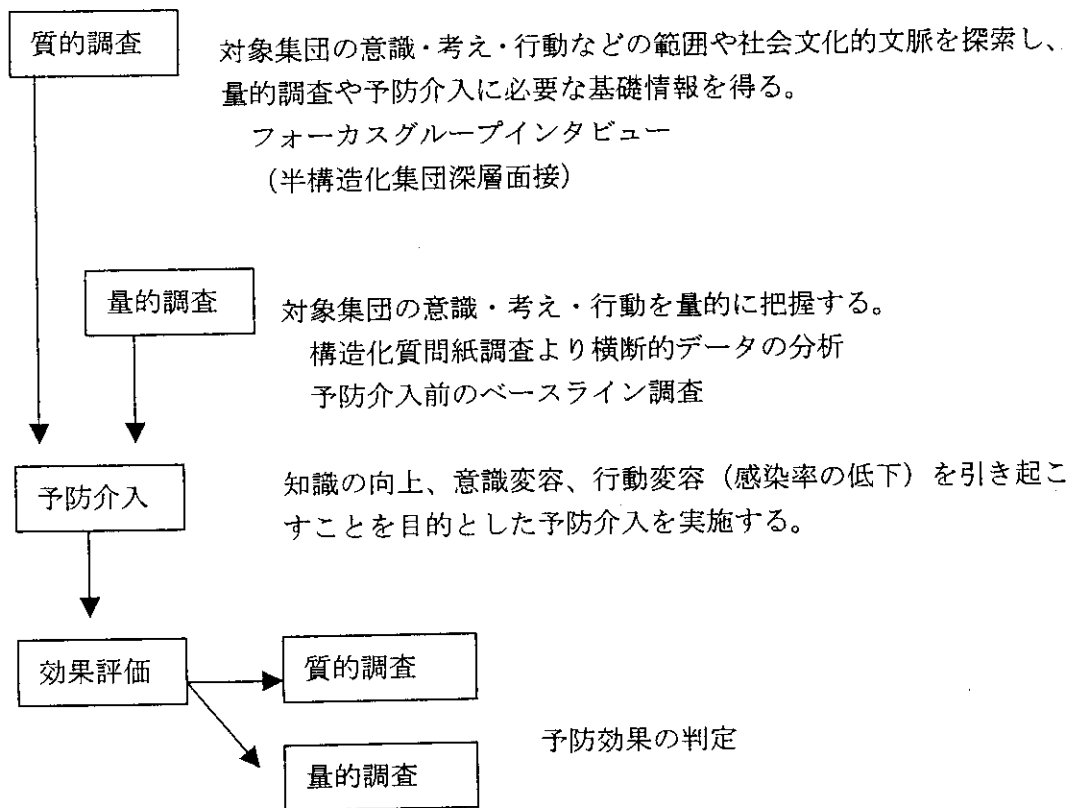 質的調査
対象集団の意識・考え・行動などの範囲や社会文化的文脈を探索し、
量的調査や予防介入に必要な基礎情報を得る。
フォーカスグループインタビュー
（半構造化集団深層面接）
量的調査
対象集団の意識・考え・行動を量的に把握する。
構造化質問紙調査より横断的データの分析
予防介入前のベースライン調査
予防介入
知識の向上、意識変容、行動変容（感染率の低下）を引き起こ
すことを目的とした予防介入を実施する。
効果評価
質的調査
予防効果の判定
量的調査